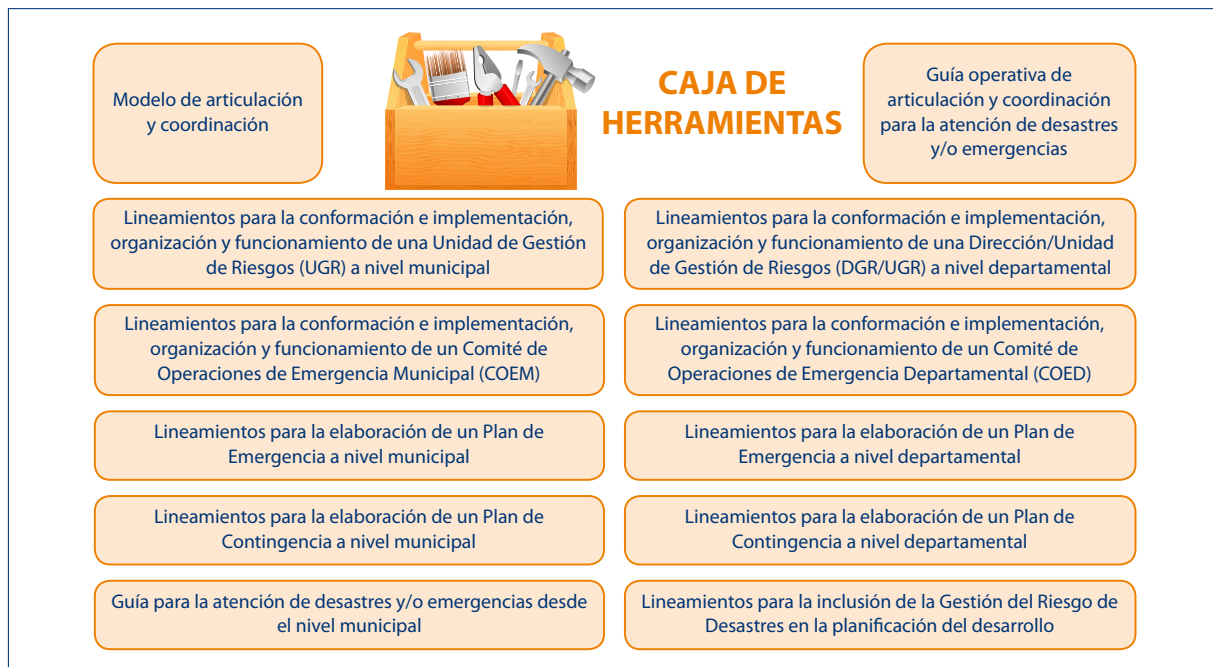 Modelo de articulación
y coordinación
CAJA DE
HERRAMIENTAS
Guía operativa de
articulación y coordinación
para la atención de desastres
y/o emergencias
Lineamientos para la conformación e implementación,
organización y funcionamiento de una Unidad de Gestión
de Riesgos (UGR) a nivel municipal
Lineamientos para la conformación e implementación,
organización y funcionamiento de una Dirección/Unidad
de Gestión de Riesgos (DGR/UGR) a nivel departamental
Lineamientos para la conformación e implementación,
organización y funcionamiento de un Comité de
Operaciones de Emergencia Municipal (COEM)
Lineamientos para la conformación e implementación,
organización y funcionamiento de un Comité de
Operaciones de Emergencia Departamental (COED)
Lineamientos para la elaboración de un Plan de
Emergencia a nivel municipal
Lineamientos para la elaboración de un Plan de
Emergencia a nivel departamental
Lineamientos para la elaboración de un Plan de
Contingencia a nivel municipal
Lineamientos para la elaboración de un Plan de
Contingencia a nivel departamental
Guía para la atención de desastres y/o emergencias desde
el nivel municipal
Lineamientos para la inclusión de la Gestión del Riesgo de
Desastres en la planificación del desarrollo